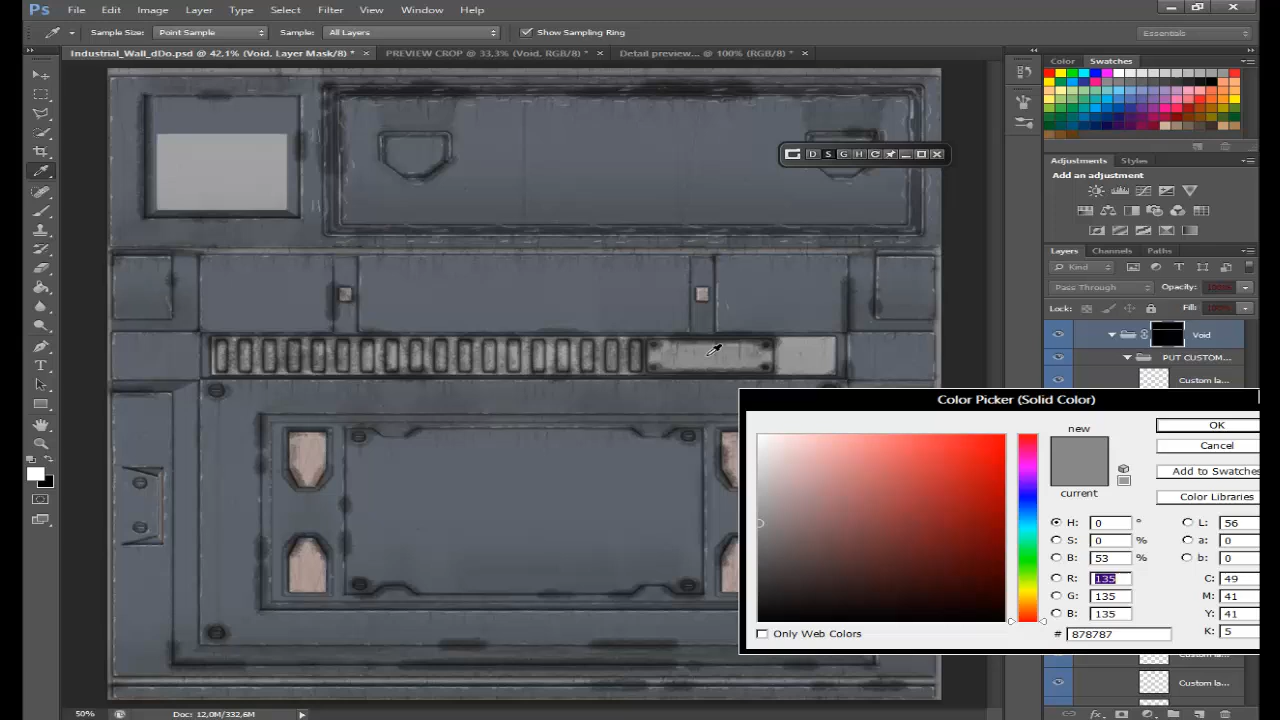 Ps File Edit Image Layer Type Select Filter View Window Help
Sample Size: Point Sample Sample: All Layers Show Sampling Ring Essentials
Industrial_Wall_dDo.psd @ 42,1% (Void, Layer Mask/8) * × PREVIEW CROP @ 33,3% (Void, RGB/8) * × Detail preview... @ 100% (RGB/8) * ×
Color Swatches
D S G H
Adjustments Styles
Add an adjustment
Layers Channels Paths
Kind
Pass Through Opacity: 100%
Lock: Fill: 100%
Void
PUT CUSTOM
Custom la...
Color Picker (Solid Color)
new
current
OK
Cancel
Add to Swatches
Color Libraries
H: 0 ° L: 56
S: 0 % a: 0
B: 53 % b: 0
R: 135 C: 49
G: 135 M: 41
B: 135 Y: 41
# 878787 K: 5
Only Web Colors
Custom la...
50% Doc: 12,0M/332,6M